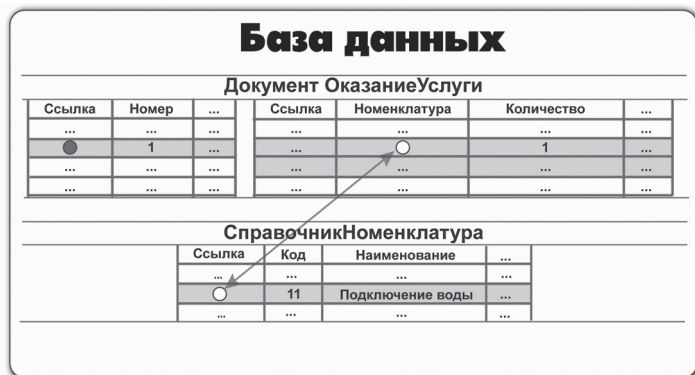 База данных
Документ ОказаниеУслуги
Ссылка Номер ... Ссылка Номенклатура Количество ...
... ... ... ... ... ... ...
1 ... ... 1 ...
... ... ... ... ... ... ...
... ... ... ... ... ... ...
СправочникНоменклатура
Ссылка Код Наименование ...
... ... ... ...
11 Подключение воды ...
... ... ... ...